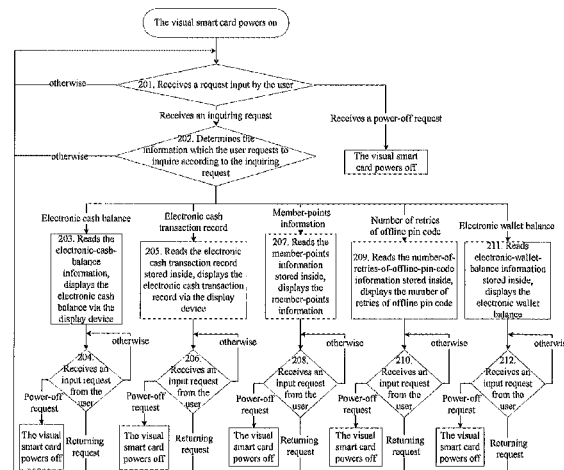 The visual smart card powers on
otherwise
201. Receives a request input by the user
Receives an inquiring request
Receives a power-off request
otherwise
202. Determines the
information which the user requests to
inquire according to the inquiring
request
The visual smart
card powers off
Electronic cash balance
Electronic cash
transaction record
Member-points
information
Number of retries
of offline pin code
Electronic wallet balance
203. Reads the
electronic-cash-
balance
information,
displays the
electronic cash
balance via the
display device
205. Reads the electronic
cash transaction record
stored inside, displays the
electronic cash transaction
record via the display
device
207. Reads the
member-points
information
stored inside,
displays the
member-points
information
209. Reads the number-of-
retries-of-offline-pin-code
information stored inside,
displays the number of
retries of offline pin code
211. Reads
electronic-wallet-
balance
information
stored inside,
displays the
electronic wallet
balance
otherwise
otherwise
otherwise
otherwise
otherwise
204.
Receives an
input request
from the
user
206.
Receives an
input request
from the
user
208.
Receives an
input request
from the
user
210.
Receives an
input request
from the
user
212.
Receives an
input request
from the
user
Power-off
request
Power-off
request
Power-off
request
Power-off
request
Power-off
request
The visual
smart card
powers off
Returning
request
The visual
smart card
powers off
Returning
request
The visual
smart card
powers off
Returning
request
The visual
smart card
powers off
Returning
request
The visual
smart card
powers off
Returning
request